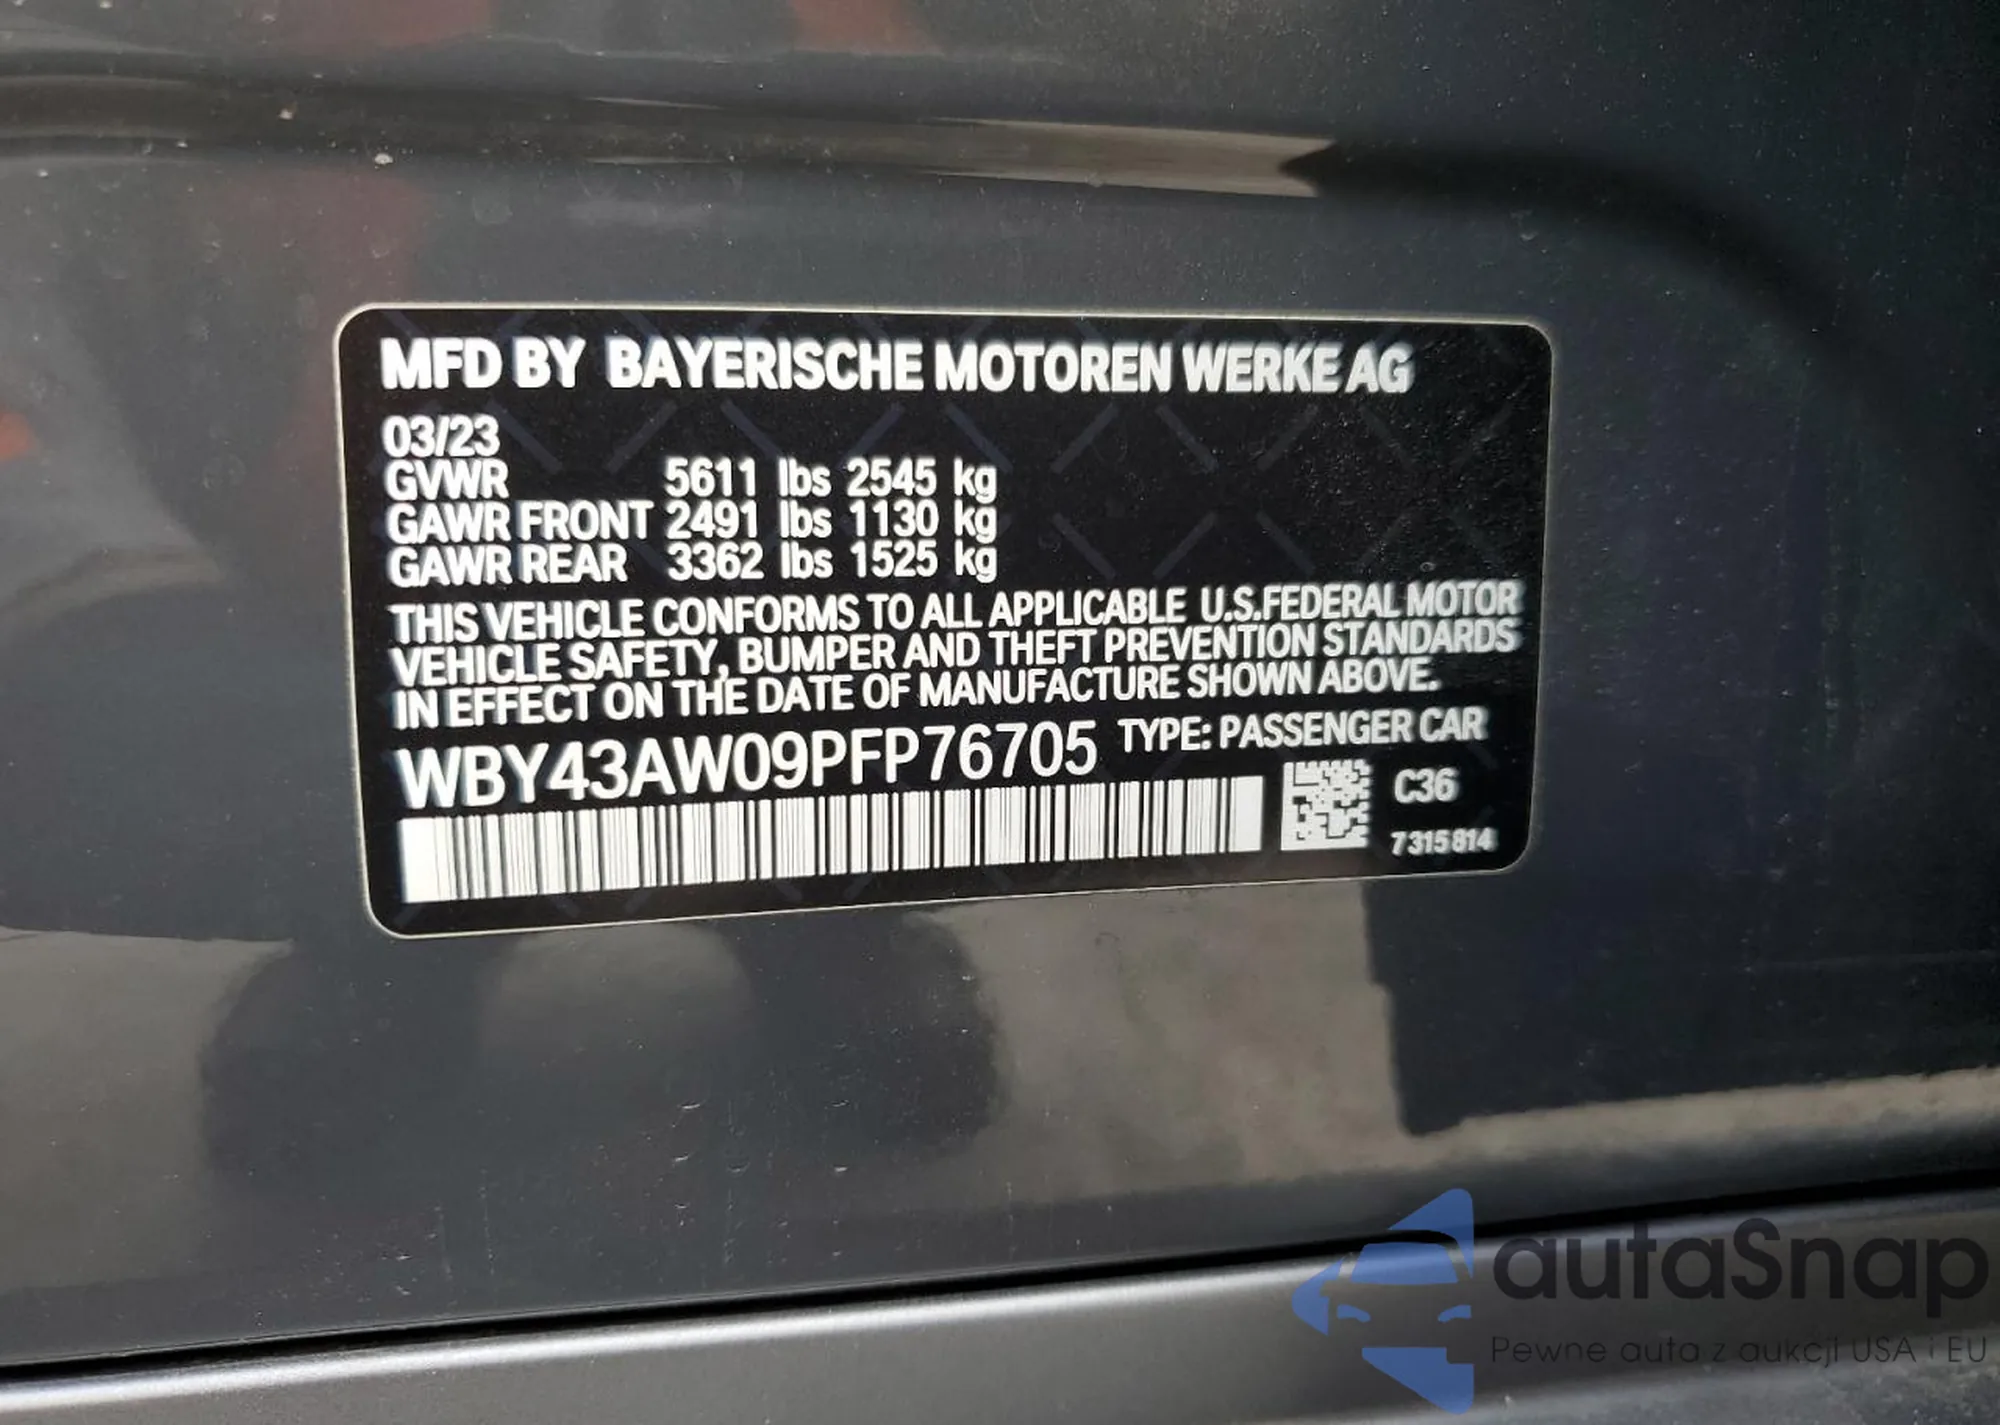 MFD BY BAYERISCHE MOTOREN WERKE AG
03/23
GVWR 5611 lbs 2545 kg
GAWR FRONT 2491 lbs 1130 kg
GAWR REAR 3362 lbs 1525 kg
THIS VEHICLE CONFORMS TO ALL APPLICABLE U.S.FEDERAL MOTOR
VEHICLE SAFETY, BUMPER AND THEFT PREVENTION STANDARDS
IN EFFECT ON THE DATE OF MANUFACTURE SHOWN ABOVE.
WBY43AW09PFP76705 TYPE: PASSENGER CAR
C36
7315814
autaSnap
Pewne auta z aukcji USA i EU